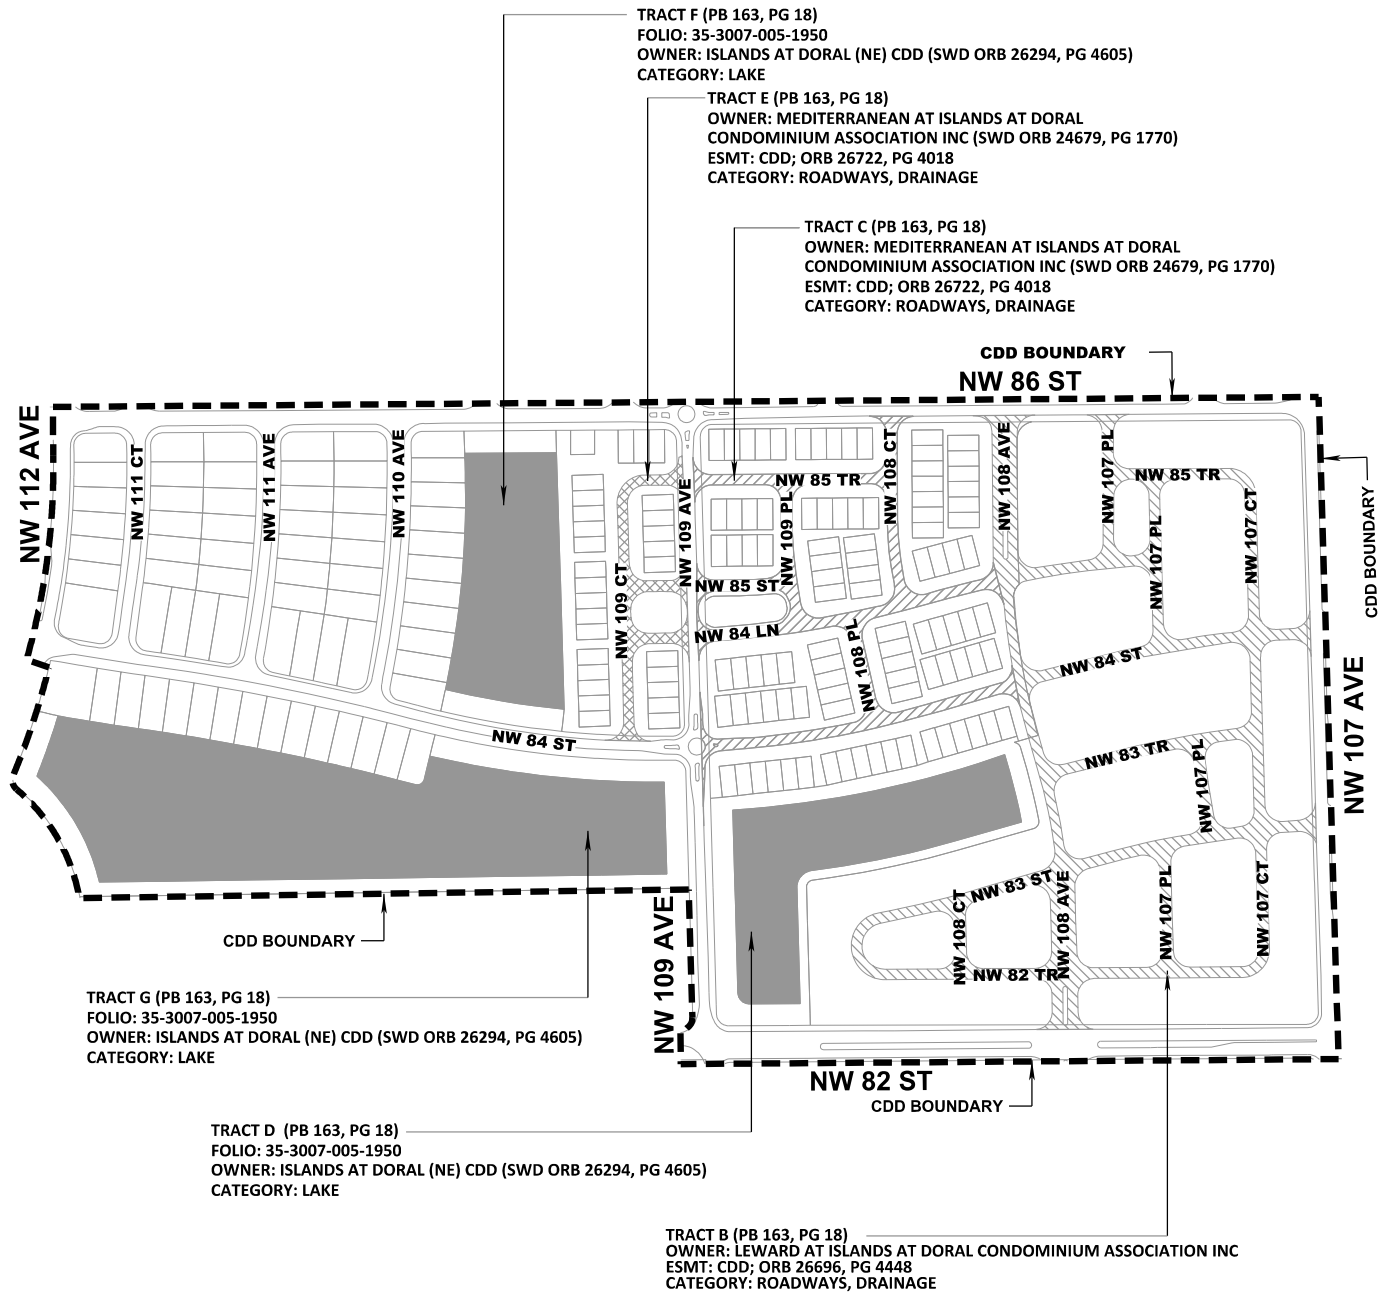 TRACT F (PB 163, PG 18)
FOLIO: 35-3007-005-1950
OWNER: ISLANDS AT DORAL (NE) CDD (SWD ORB 26294, PG 4605)
CATEGORY: LAKE
TRACT E (PB 163, PG 18)
OWNER: MEDITERRANEAN AT ISLANDS AT DORAL
CONDOMINIUM ASSOCIATION INC (SWD ORB 24679, PG 1770)
ESMT: CDD; ORB 26722, PG 4018
CATEGORY: ROADWAYS, DRAINAGE
TRACT C (PB 163, PG 18)
OWNER: MEDITERRANEAN AT ISLANDS AT DORAL
CONDOMINIUM ASSOCIATION INC (SWD ORB 24679, PG 1770)
ESMT: CDD; ORB 26722, PG 4018
CATEGORY: ROADWAYS, DRAINAGE
CDD BOUNDARY
NW 86 ST
NW 112 AVE
NW 111 CT
NW 111 AVE
NW 110 AVE
NW 109 CT
NW 109 AVE
NW 85 TR
NW 109 PL
NW 85 ST
NW 84 LN
NW 108 PL
NW 108 CT
NW 108 AVE
NW 107 PL
NW 85 TR
NW 107 PL
NW 107 CT
CDD BOUNDARY
NW 107 AVE
NW 84 ST
NW 84 ST
NW 83 TR
NW 107 PL
NW 83 ST
NW 108 CT
NW 82 TR
NW 108 AVE
NW 107 PL
NW 107 CT
CDD BOUNDARY
NW 109 AVE
TRACT G (PB 163, PG 18)
FOLIO: 35-3007-005-1950
OWNER: ISLANDS AT DORAL (NE) CDD (SWD ORB 26294, PG 4605)
CATEGORY: LAKE
NW 82 ST
CDD BOUNDARY
TRACT D (PB 163, PG 18)
FOLIO: 35-3007-005-1950
OWNER: ISLANDS AT DORAL (NE) CDD (SWD ORB 26294, PG 4605)
CATEGORY: LAKE
TRACT B (PB 163, PG 18)
OWNER: LEWARD AT ISLANDS AT DORAL CONDOMINIUM ASSOCIATION INC
ESMT: CDD; ORB 26696, PG 4448
CATEGORY: ROADWAYS, DRAINAGE